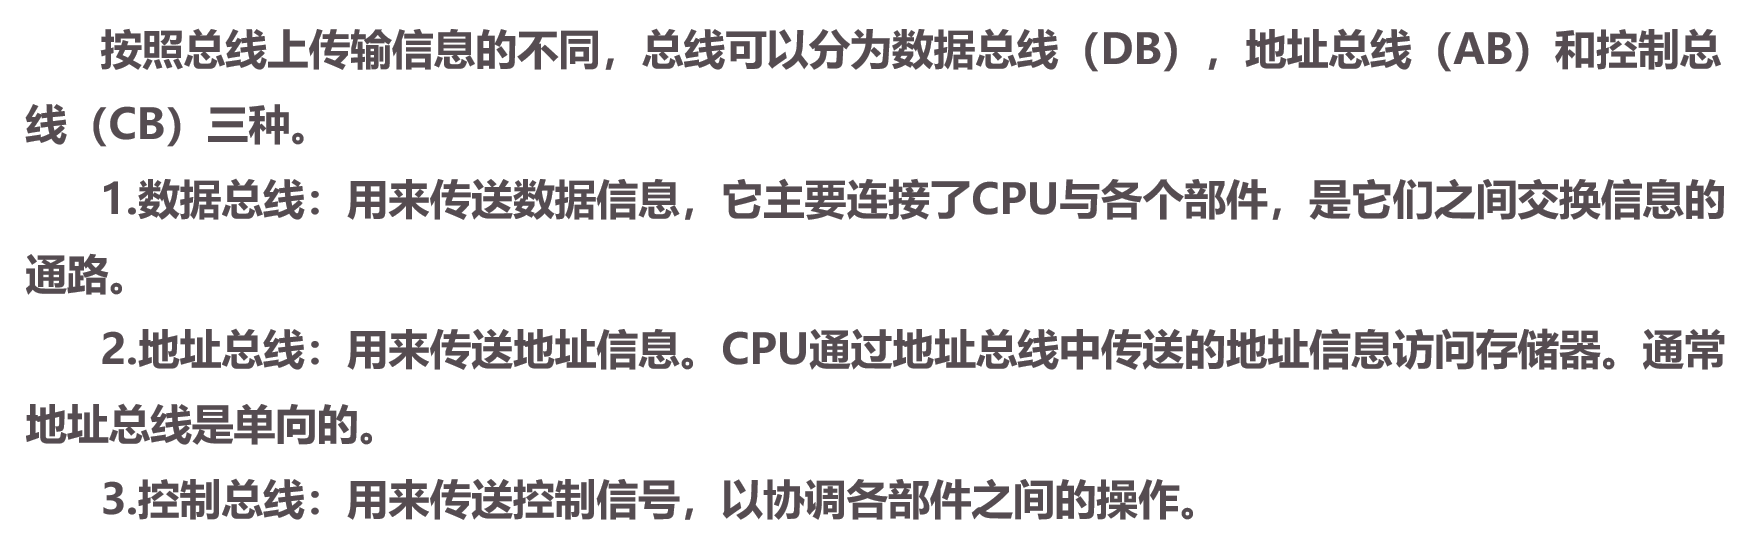 按照总线上传输信息的不同，总线可以分为数据总线（DB），地址总线（AB）和控制总
线（CB）三种。
1.数据总线：用来传送数据信息，它主要连接了CPU与各个部件，是它们之间交换信息的
通路。
2.地址总线：用来传送地址信息。CPU通过地址总线中传送的地址信息访问存储器。通常
地址总线是单向的。
3.控制总线：用来传送控制信号，以协调各部件之间的操作。